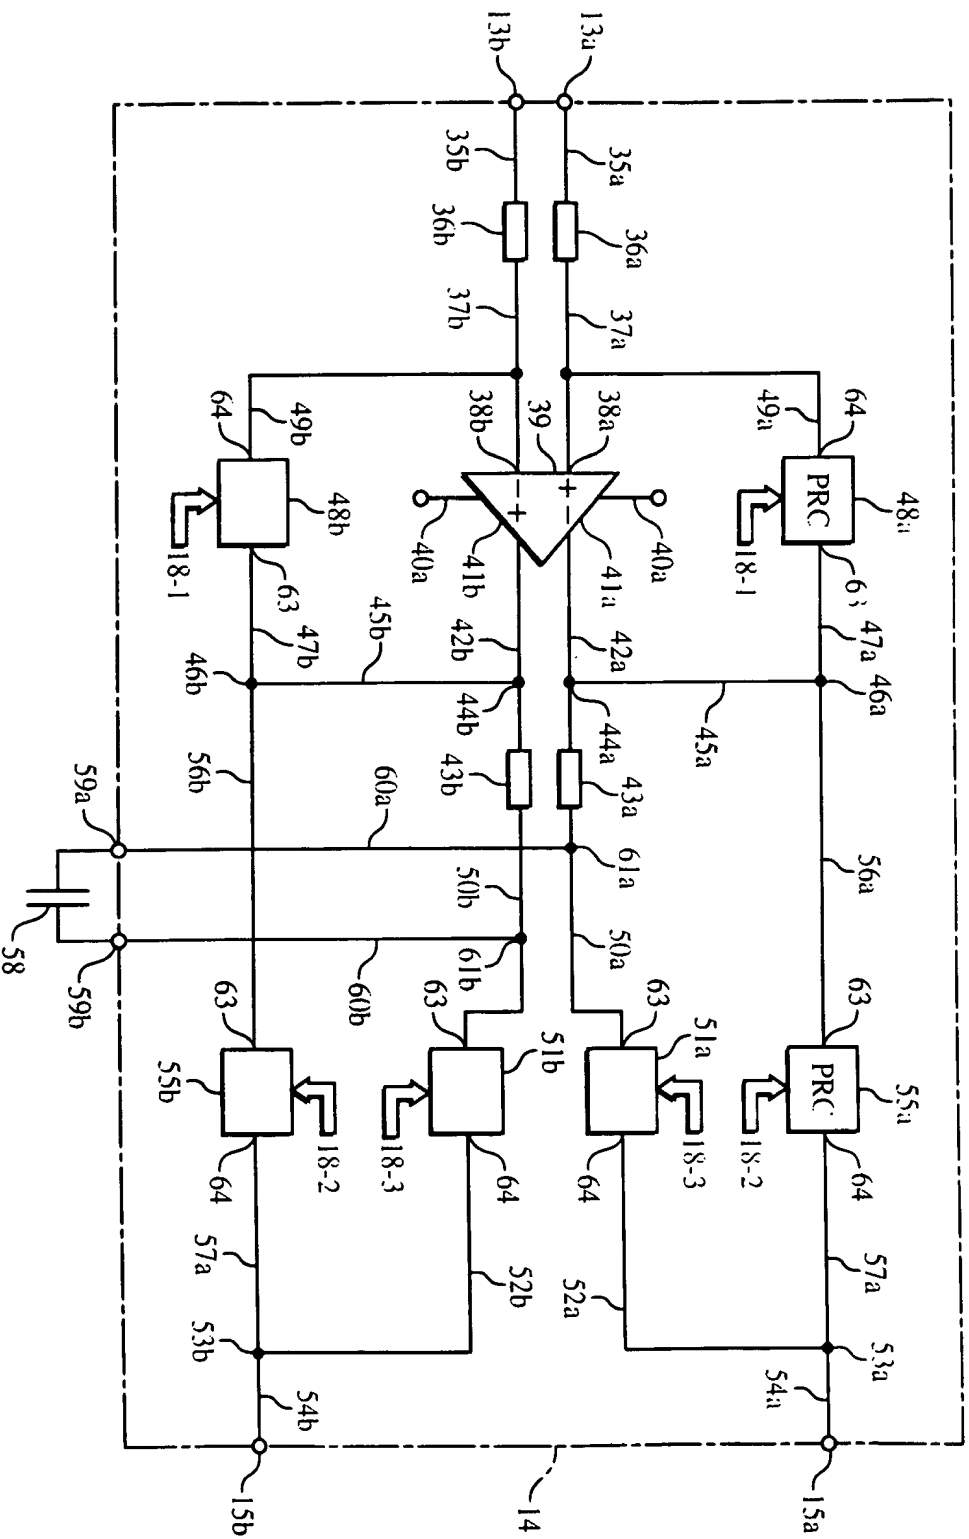 13b
13a
35b
35a
36b
36a
37b
37a
64
49b
38b
39
38a
49a
64
48b
+ −
− +
PRC
48a
18-1
40a
41b
41a
40a
18-1
63
63
47b
45b
42b
42a
47a
46b
44b
44a
45a
46a
56b
43b
43a
59a
60a
61a
50b
56a
58
50a
59b
60b
61b
63
63
63
63
51b
51a
55b
PRC
55a
18-2
18-3
18-3
18-2
64
64
64
64
57a
52b
52a
57a
53b
53a
54b
54a
15b
14
15a